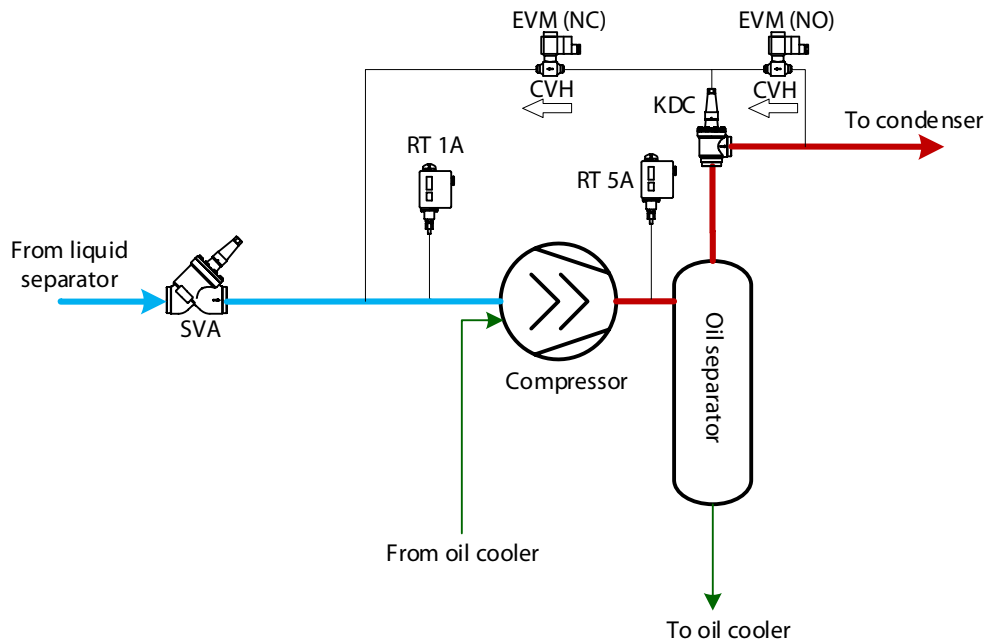 EVM (NC)
EVM (NO)
CVH
CVH
KDC
To condenser
RT 1A
RT 5A
From liquid
separator
SVA
Compressor
Oil separator
From oil cooler
To oil cooler